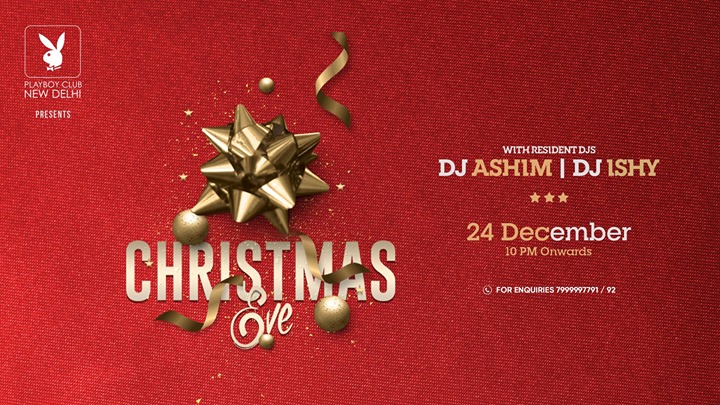 PLAYBOY CLUB
NEW DELHI
PRESENTS
CHRISTMAS
Eve
WITH RESIDENT DJS
DJ ASHIM | DJ ISHY
24 December
10 PM Onwards
FOR ENQUIRIES 7999997791 / 92